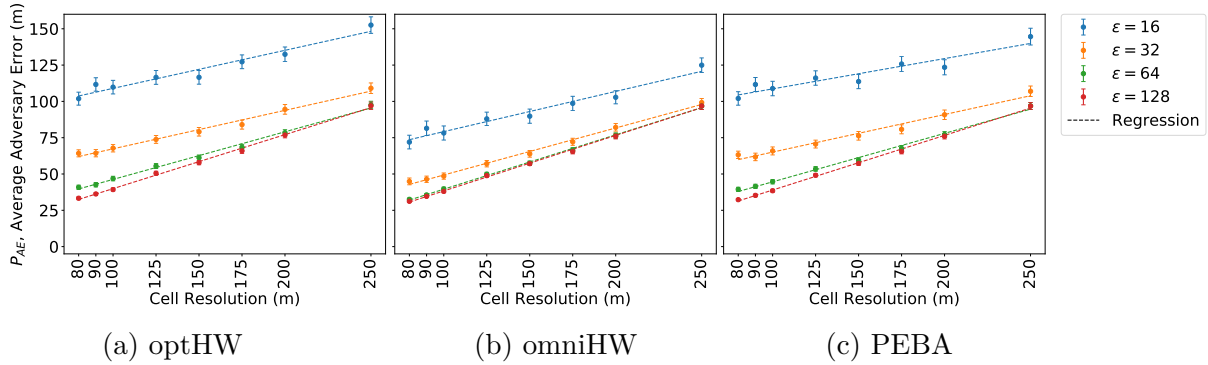 P_AE, Average Adversary Error (m)
150
125
100
75
50
25
0
80
90
100
125
150
175
200
250
Cell Resolution (m)
80
90
100
125
150
175
200
250
Cell Resolution (m)
80
90
100
125
150
175
200
250
Cell Resolution (m)
ε = 16
ε = 32
ε = 64
ε = 128
Regression
(a) optHW
(b) omniHW
(c) PEBA